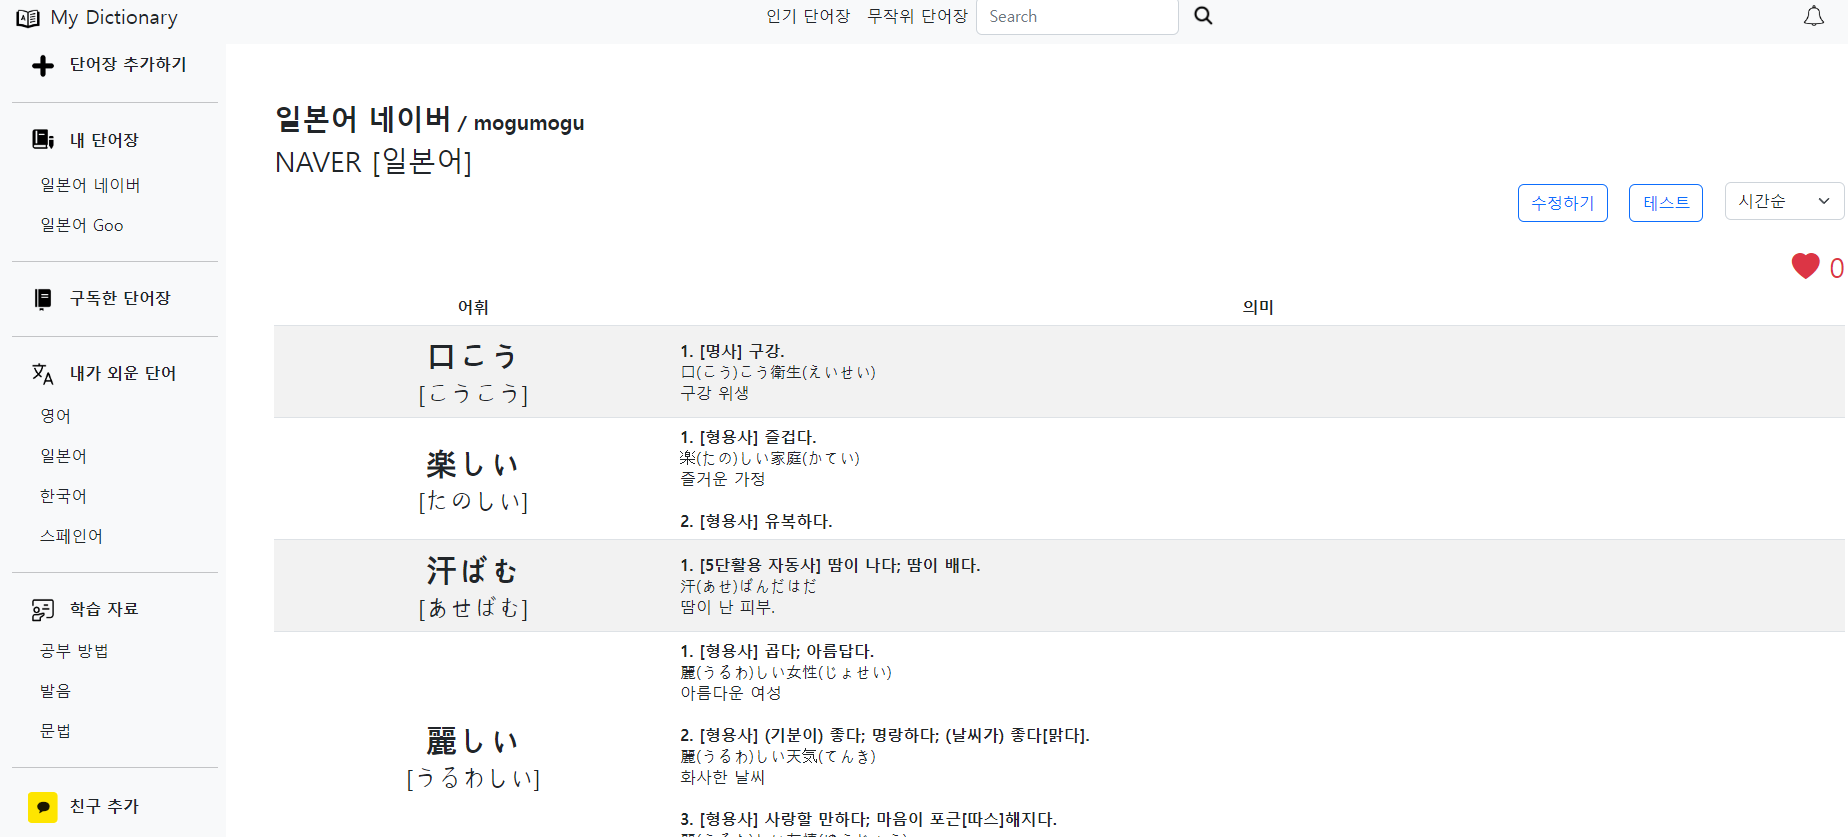 My Dictionary
인기 단어장
무작위 단어장
Search
단어장 추가하기
내 단어장
일본어 네이버
일본어 Goo
구독한 단어장
내가 외운 단어
영어
일본어
한국어
스페인어
학습 자료
공부 방법
발음
문법
친구 추가
일본어 네이버 / mogumogu
NAVER [일본어]
수정하기
테스트
시간순
0
어휘
의미
口こう
[こうこう]
1. [명사] 구강.
口(こう)こう衛生(えいせい)
구강 위생
楽しい
[たのしい]
1. [형용사] 즐겁다.
楽(たの)しい家庭(かてい)
즐거운 가정
2. [형용사] 유복하다.
汗ばむ
[あせばむ]
1. [5단활용 자동사] 땀이 나다; 땀이 배다.
汗(あせ)ばんだはだ
땀이 난 피부.
麗しい
[うるわしい]
1. [형용사] 곱다; 아름답다.
麗(うるわ)しい女性(じょせい)
아름다운 여성
2. [형용사] (기분이) 좋다; 명랑하다; (날씨가) 좋다[맑다].
麗(うるわ)しい天気(てんき)
화사한 날씨
3. [형용사] 사랑할 만하다; 마음이 포근[따스]해지다.